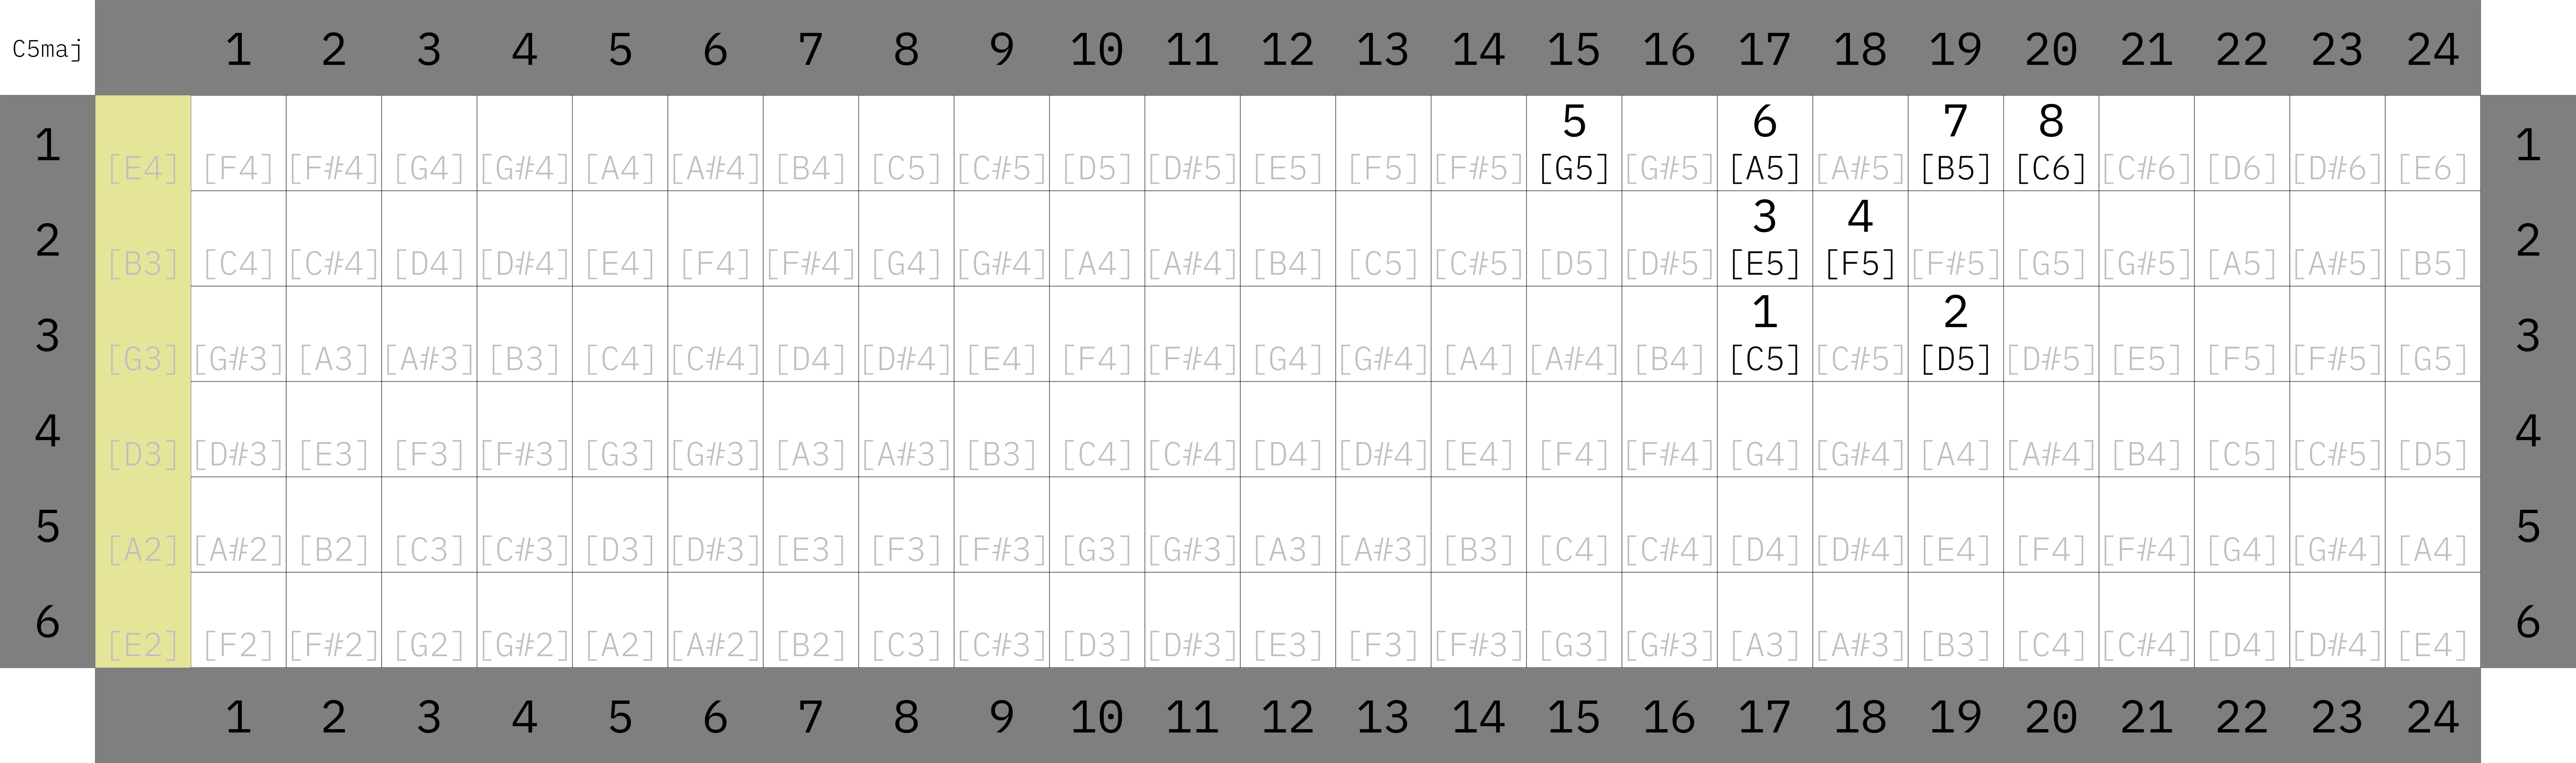 C5maj 1 2 3 4 5 6 7 8 9 10 11 12 13 14 15 16 17 18 19 20 21 22 23 24
5 6 7 8
1 [E4] [F4] [F#4] [G4] [G#4] [A4] [A#4] [B4] [C5] [C#5] [D5] [D#5] [E5] [F5] [F#5] [G5] [G#5] [A5] [A#5] [B5] [C6] [C#6] [D6] [D#6] [E6] 1
3 4
2 [B3] [C4] [C#4] [D4] [D#4] [E4] [F4] [F#4] [G4] [G#4] [A4] [A#4] [B4] [C5] [C#5] [D5] [D#5] [E5] [F5] [F#5] [G5] [G#5] [A5] [A#5] [B5] 2
1 2
3 [G3] [G#3] [A3] [A#3] [B3] [C4] [C#4] [D4] [D#4] [E4] [F4] [F#4] [G4] [G#4] [A4] [A#4] [B4] [C5] [C#5] [D5] [D#5] [E5] [F5] [F#5] [G5] 3
4 [D3] [D#3] [E3] [F3] [F#3] [G3] [G#3] [A3] [A#3] [B3] [C4] [C#4] [D4] [D#4] [E4] [F4] [F#4] [G4] [G#4] [A4] [A#4] [B4] [C5] [C#5] [D5] 4
5 [A2] [A#2] [B2] [C3] [C#3] [D3] [D#3] [E3] [F3] [F#3] [G3] [G#3] [A3] [A#3] [B3] [C4] [C#4] [D4] [D#4] [E4] [F4] [F#4] [G4] [G#4] [A4] 5
6 [E2] [F2] [F#2] [G2] [G#2] [A2] [A#2] [B2] [C3] [C#3] [D3] [D#3] [E3] [F3] [F#3] [G3] [G#3] [A3] [A#3] [B3] [C4] [C#4] [D4] [D#4] [E4] 6
1 2 3 4 5 6 7 8 9 10 11 12 13 14 15 16 17 18 19 20 21 22 23 24